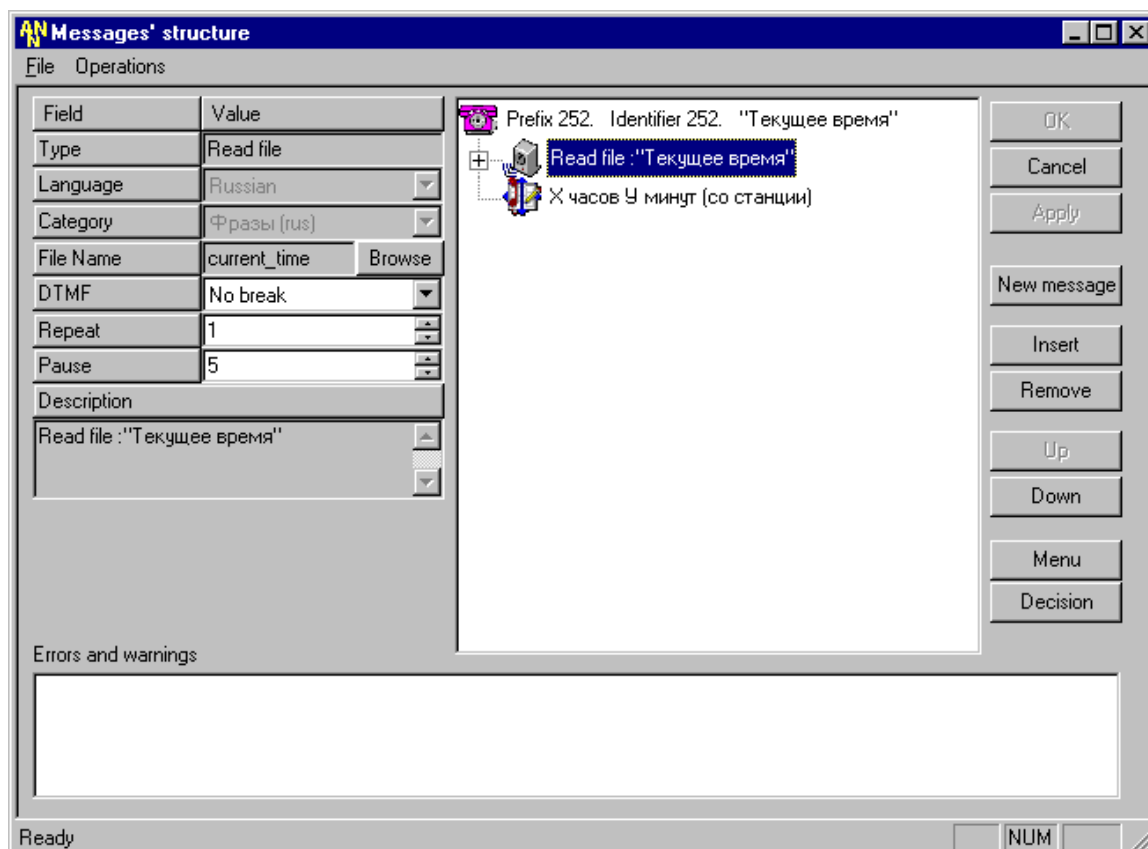 Messages' structure
File Operations
Field Value
Type Read file
Language Russian
Category Фразы (rus)
File Name current_time Browse
DTMF No break
Repeat 1
Pause 5
Description
Read file :"Текущее время"
Prefix 252. Identifier 252. "Текущее время"
Read file :"Текущее время"
Х часов У минут (со станции)
OK
Cancel
Apply
New message
Insert
Remove
Up
Down
Menu
Decision
Errors and warnings
Ready NUM